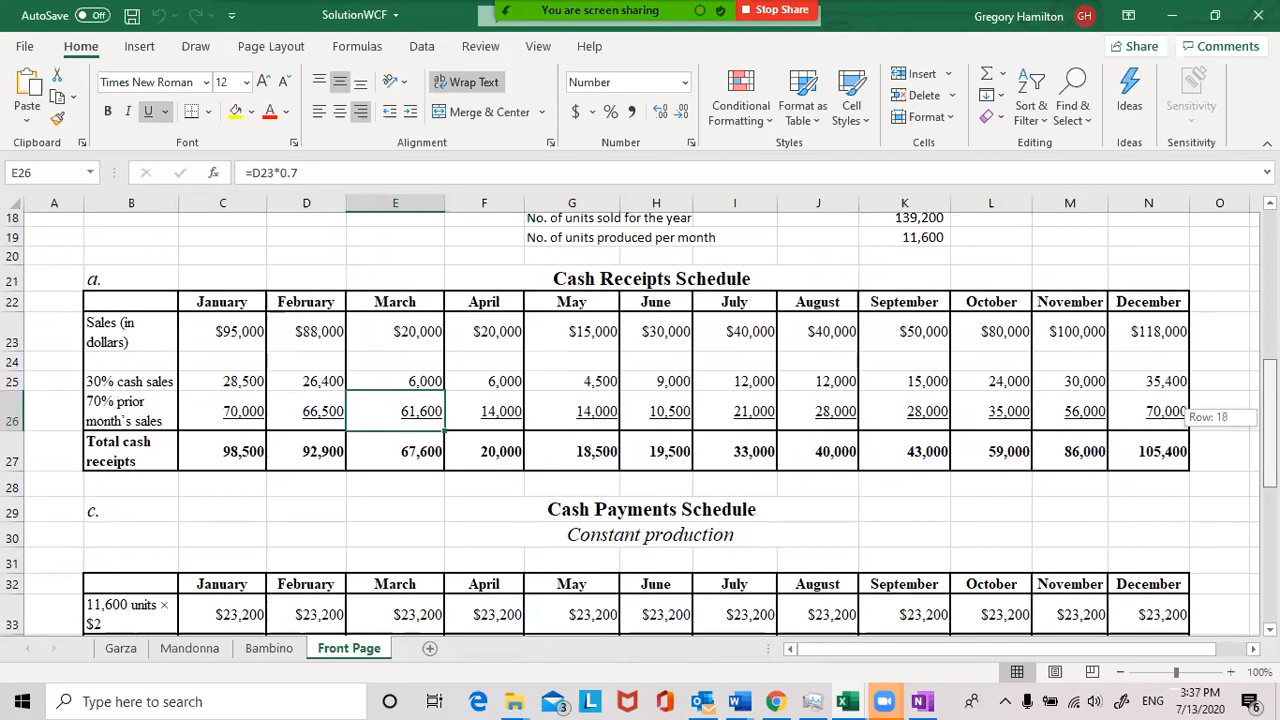 AutoSave Off SolutionWCF You are screen sharing Stop Share Gregory Hamilton GH
File Home Insert Draw Page Layout Formulas Data Review View Help Share Comments
Paste Times New Roman 12 Wrap Text Number Conditional Formatting Format as Table Cell Styles Insert Delete Format Sort & Filter Find & Select Ideas Sensitivity
B I U Merge & Center $ % ,
Clipboard Font Alignment Number Styles Cells Editing Ideas Sensitivity
E26 fx =D23*0.7
A B C D E F G H I J K L M N O
18 No. of units sold for the year 139,200
19 No. of units produced per month 11,600
20
21 a. Cash Receipts Schedule
22 January February March April May June July August September October November December
23 Sales (in dollars) $95,000 $88,000 $20,000 $20,000 $15,000 $30,000 $40,000 $40,000 $50,000 $80,000 $100,000 $118,000
24
25 30% cash sales 28,500 26,400 6,000 6,000 4,500 9,000 12,000 12,000 15,000 24,000 30,000 35,400
26 70% prior month's sales 70,000 66,500 61,600 14,000 14,000 10,500 21,000 28,000 28,000 35,000 56,000 70,000 Row: 18
27 Total cash receipts 98,500 92,900 67,600 20,000 18,500 19,500 33,000 40,000 43,000 59,000 86,000 105,400
28
29 c. Cash Payments Schedule
30 Constant production
31
32 January February March April May June July August September October November December
33 11,600 units × $2 $23,200 $23,200 $23,200 $23,200 $23,200 $23,200 $23,200 $23,200 $23,200 $23,200 $23,200 $23,200
Garza Mandonna Bambino Front Page
100%
Type here to search 3 ENG 3:37 PM
7/13/2020 6